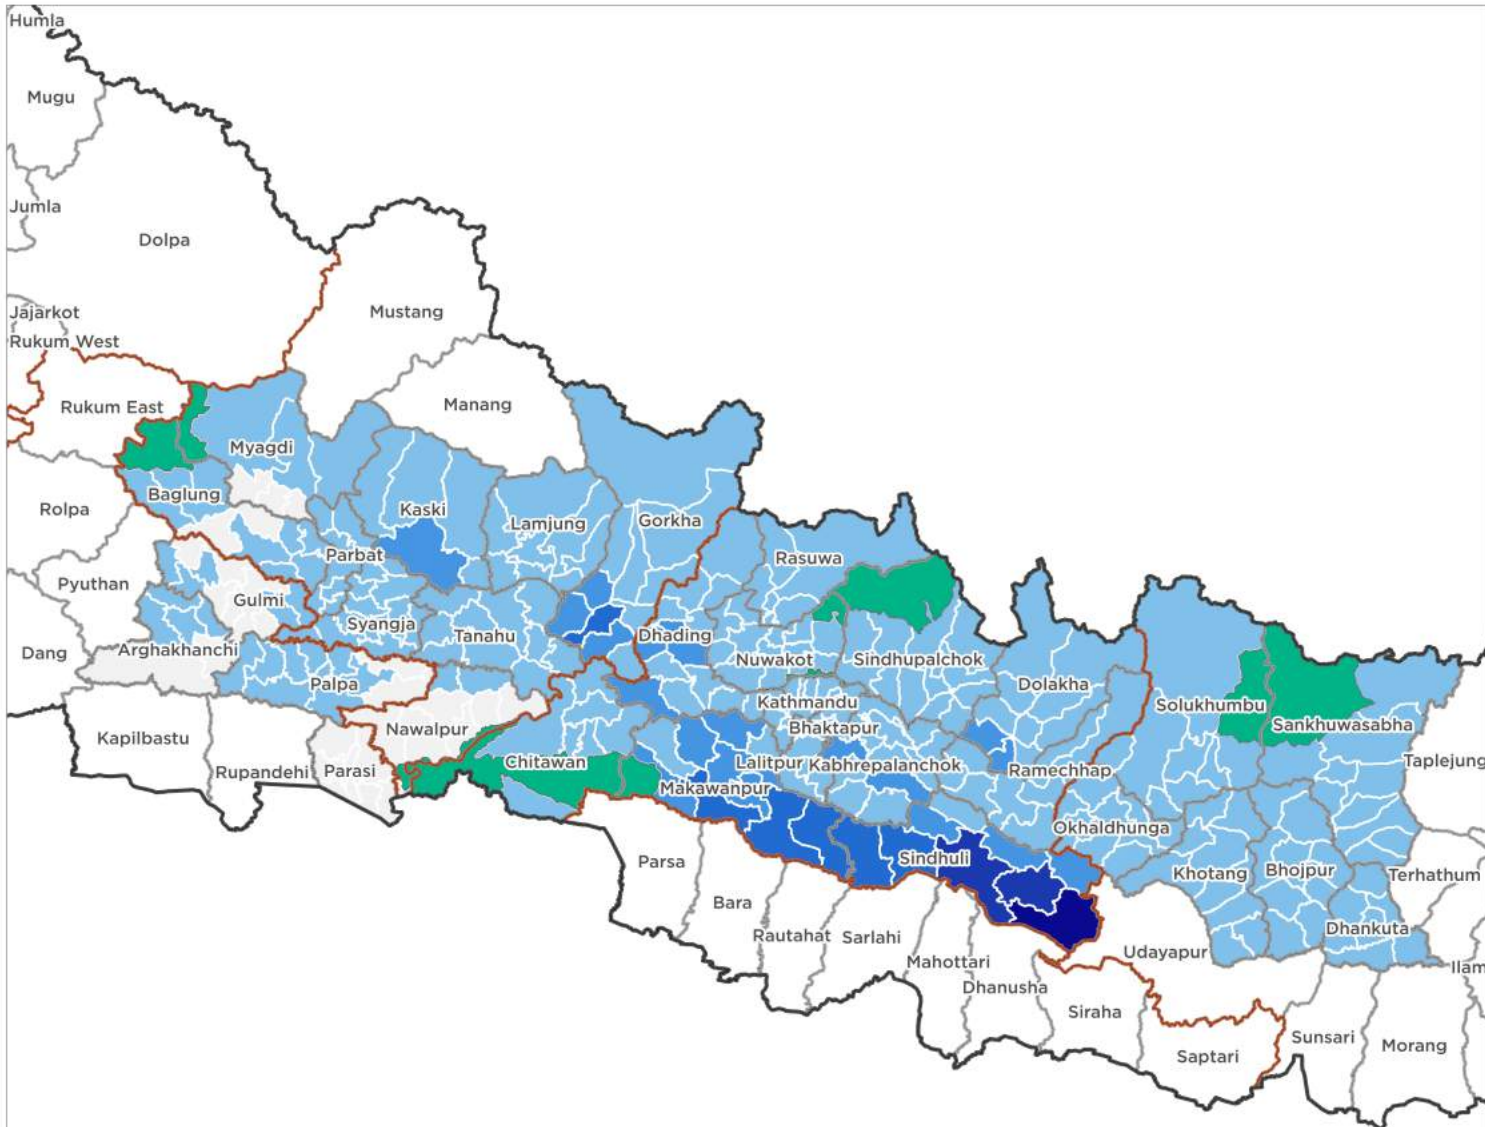 Humla
Mugu
Jumla
Dolpa
Jajarkot
Mustang
Rukum West
Manang
Rukum East
Myagdi
Baglung
Rolpa
Kaski
Lamjung
Gorkha
Parbat
Rasuwa
Pyuthan
Gulmi
Syangja
Tanahu
Dhading
Arghakhanchi
Dang
Nuwakot
Sindhupalchok
Palpa
Dolakha
Kathmandu
Solukhumbu
Sankhuwasabha
Nawalpur
Bhaktapur
Kapilbastu
Rupandehi
Parasi
Chitawan
Lalitpur
Kabhrepalanchok
Ramechhap
Taplejung
Makawanpur
Okhaldhunga
Parsa
Sindhuli
Khotang
Bhojpur
Terhathum
Bara
Rautahat
Sarlahi
Dhankuta
Mahottari
Udayapur
Ilam
Dhanusha
Siraha
Sunsari
Morang
Saptari